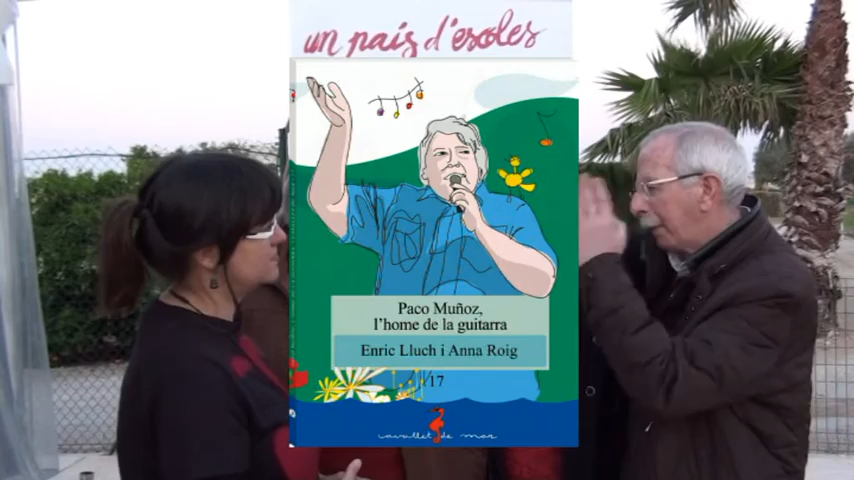 un país d'escoles
Paco Muñoz,
l'home de la guitarra
Enric Lluch i Anna Roig
17
cavallet de mar